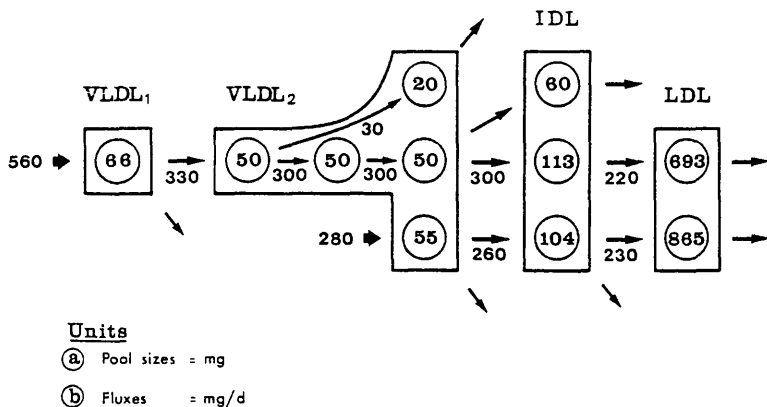 IDL
VLDL₁ VLDL₂ LDL
20 60
30
560 66 330 50 300 50 300 50 300 113 220 693
280 55 260 104 230 865
Units
a Pool sizes = mg
b Fluxes = mg/d